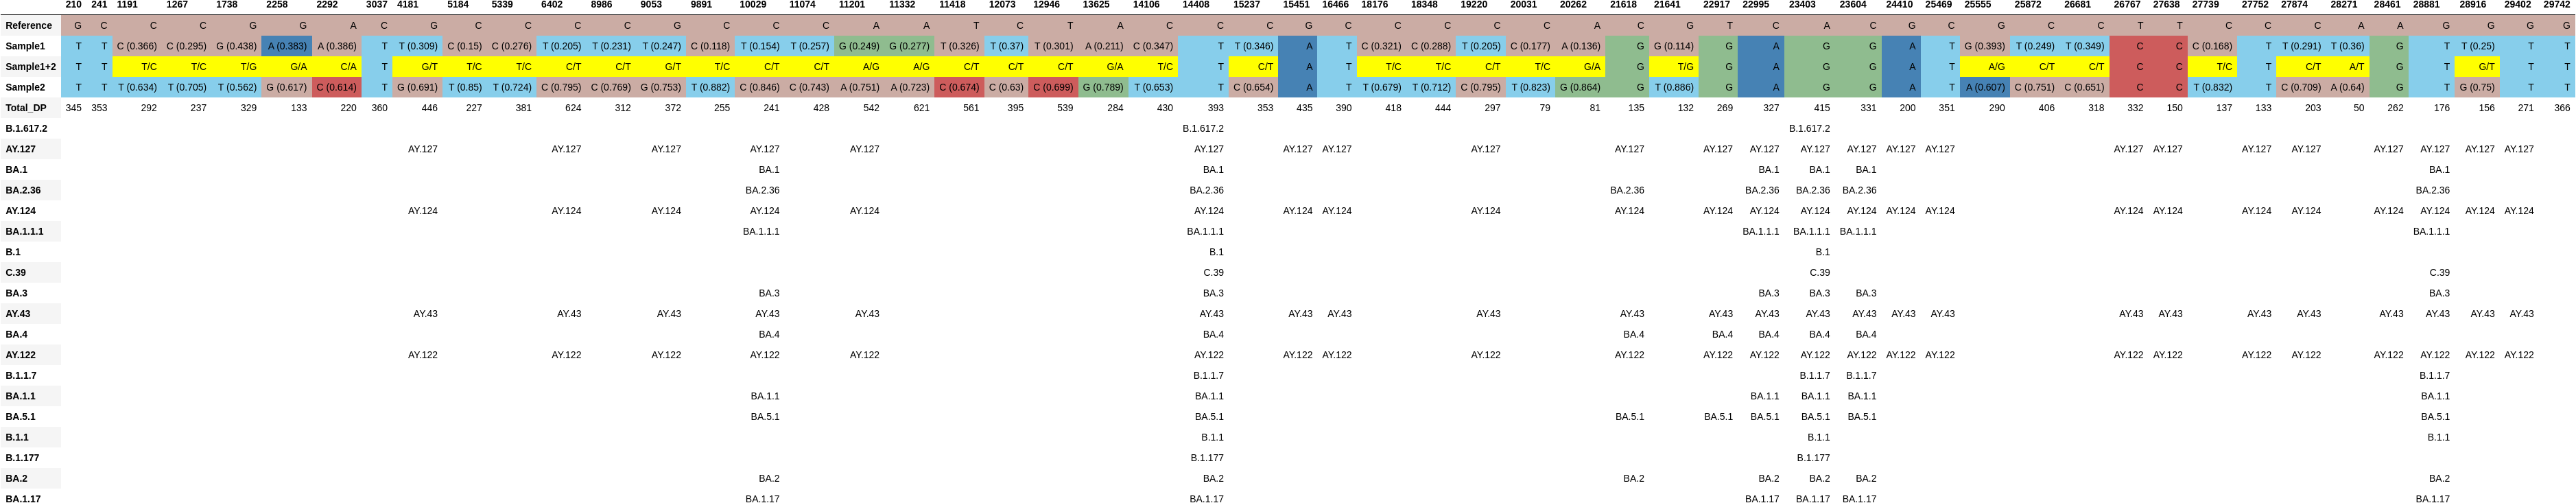 210 241 1191 1267 1738 2258 2292 3037 4181 5184 5339 6402 8986 9053 9891 10029 11074 11201 11332 11418 12073 12946 13625 14106 14408 15237 15451 16466 18176 18348 19220 20031 20262 21618 21641 22917 22995 23403 23604 24410 25469 25555 25872 26681 26767 27638 27739 27752 27874 28271 28461 28881 28916 29402 29742
Reference G C C C G G A C G C C C C G C C C A A T C T A C C C G C C C C C A C G T C A C G C G C C T T C C C A A G G G G
Sample1 T T C (0.366) C (0.295) G (0.438) A (0.383) A (0.386) T T (0.309) C (0.15) C (0.276) T (0.205) T (0.231) T (0.247) C (0.118) T (0.154) T (0.257) G (0.249) G (0.277) T (0.326) T (0.37) T (0.301) A (0.211) C (0.347) T T (0.346) A T C (0.321) C (0.288) T (0.205) C (0.177) A (0.136) G G (0.114) G A G G A T G (0.393) T (0.249) T (0.349) C C C (0.168) T T (0.291) T (0.36) G T T (0.25) T T
Sample1+2 T T T/C T/C T/G G/A C/A T G/T T/C T/C C/T C/T G/T T/C C/T C/T A/G A/G C/T C/T C/T G/A T/C T C/T A T T/C T/C C/T T/C G/A G T/G G A G G A T A/G C/T C/T C C T/C T C/T A/T G T G/T T T
Sample2 T T T (0.634) T (0.705) T (0.562) G (0.617) C (0.614) T G (0.691) T (0.85) T (0.724) C (0.795) C (0.769) G (0.753) T (0.882) C (0.846) C (0.743) A (0.751) A (0.723) C (0.674) C (0.63) C (0.699) G (0.789) T (0.653) T C (0.654) A T T (0.679) T (0.712) C (0.795) T (0.823) G (0.864) G T (0.886) G A G G A T A (0.607) C (0.751) C (0.651) C C T (0.832) T C (0.709) A (0.64) G T G (0.75) T T
Total_DP 345 353 292 237 329 133 220 360 446 227 381 624 312 372 255 241 428 542 621 561 395 539 284 430 393 353 435 390 418 444 297 79 81 135 132 269 327 415 331 200 351 290 406 318 332 150 137 133 203 50 262 176 156 271 366
B.1.617.2 B.1.617.2 B.1.617.2
AY.127 AY.127 AY.127 AY.127 AY.127 AY.127 AY.127 AY.127 AY.127 AY.127 AY.127 AY.127 AY.127 AY.127 AY.127 AY.127 AY.127 AY.127 AY.127 AY.127 AY.127 AY.127 AY.127 AY.127 AY.127
BA.1 BA.1 BA.1 BA.1 BA.1 BA.1 BA.1
BA.2.36 BA.2.36 BA.2.36 BA.2.36 BA.2.36 BA.2.36 BA.2.36 BA.2.36
AY.124 AY.124 AY.124 AY.124 AY.124 AY.124 AY.124 AY.124 AY.124 AY.124 AY.124 AY.124 AY.124 AY.124 AY.124 AY.124 AY.124 AY.124 AY.124 AY.124 AY.124 AY.124 AY.124 AY.124 AY.124
BA.1.1.1 BA.1.1.1 BA.1.1.1 BA.1.1.1 BA.1.1.1 BA.1.1.1 BA.1.1.1
B.1 B.1 B.1
C.39 C.39 C.39 C.39
BA.3 BA.3 BA.3 BA.3 BA.3 BA.3 BA.3
AY.43 AY.43 AY.43 AY.43 AY.43 AY.43 AY.43 AY.43 AY.43 AY.43 AY.43 AY.43 AY.43 AY.43 AY.43 AY.43 AY.43 AY.43 AY.43 AY.43 AY.43 AY.43 AY.43 AY.43 AY.43
BA.4 BA.4 BA.4 BA.4 BA.4 BA.4 BA.4 BA.4
AY.122 AY.122 AY.122 AY.122 AY.122 AY.122 AY.122 AY.122 AY.122 AY.122 AY.122 AY.122 AY.122 AY.122 AY.122 AY.122 AY.122 AY.122 AY.122 AY.122 AY.122 AY.122 AY.122 AY.122 AY.122
B.1.1.7 B.1.1.7 B.1.1.7 B.1.1.7 B.1.1.7
BA.1.1 BA.1.1 BA.1.1 BA.1.1 BA.1.1 BA.1.1 BA.1.1
BA.5.1 BA.5.1 BA.5.1 BA.5.1 BA.5.1 BA.5.1 BA.5.1 BA.5.1 BA.1.1
B.1.1 B.1.1 B.1.1 B.1.1
B.1.177 B.1.177 B.1.177
BA.2 BA.2 BA.2 BA.2 BA.2 BA.2 BA.2 BA.2
BA.1.17 BA.1.17 BA.1.17 BA.1.17 BA.1.17 BA.1.17 BA.1.17